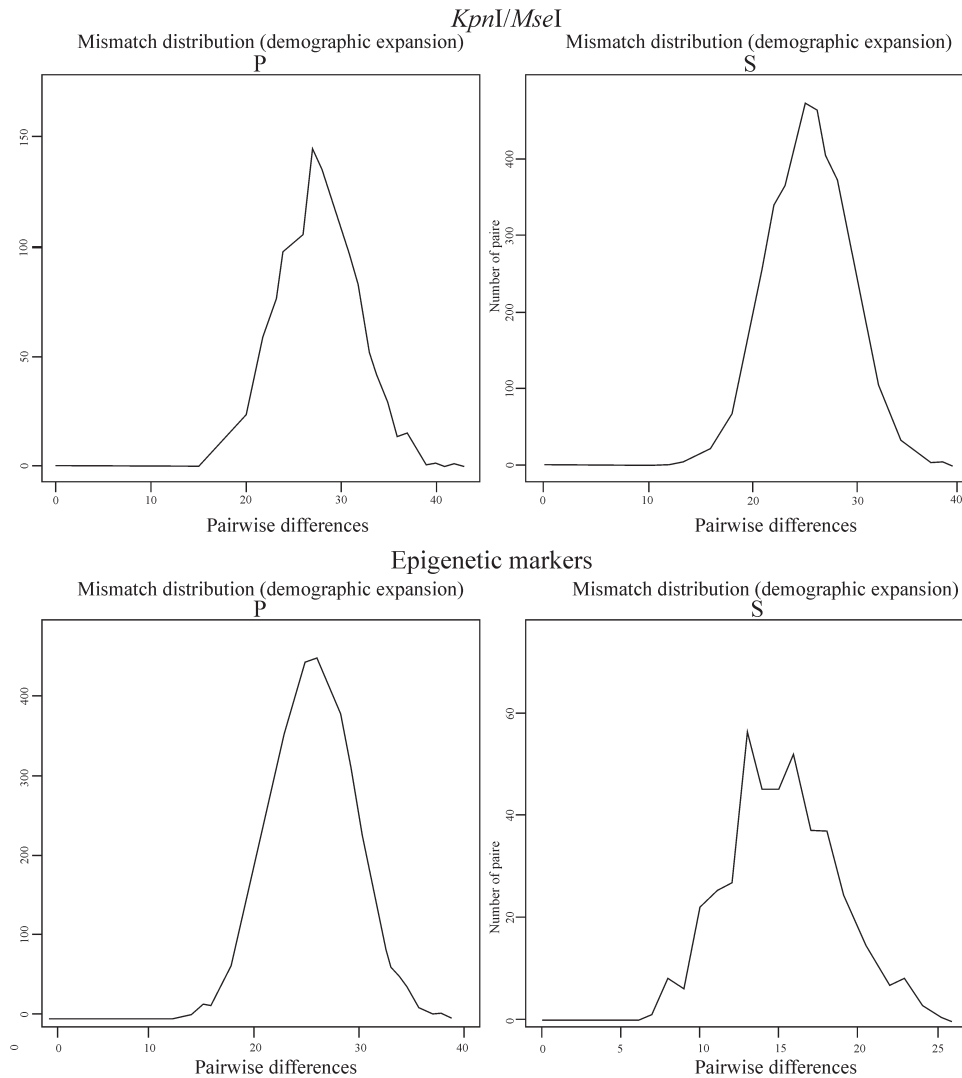 KpnI/MseI
Mismatch distribution (demographic expansion)
P
150
100
50
0
0 10 20 30 40
Pairwise differences
Mismatch distribution (demographic expansion)
S
Number of paire
400
300
200
100
0
0 10 20 30 40
Pairwise differences
Epigenetic markers
Mismatch distribution (demographic expansion)
P
400
300
200
100
0
0
0 10 20 30 40
Pairwise differences
Mismatch distribution (demographic expansion)
S
Number of paire
60
40
20
0
0 5 10 15 20 25
Pairwise differences